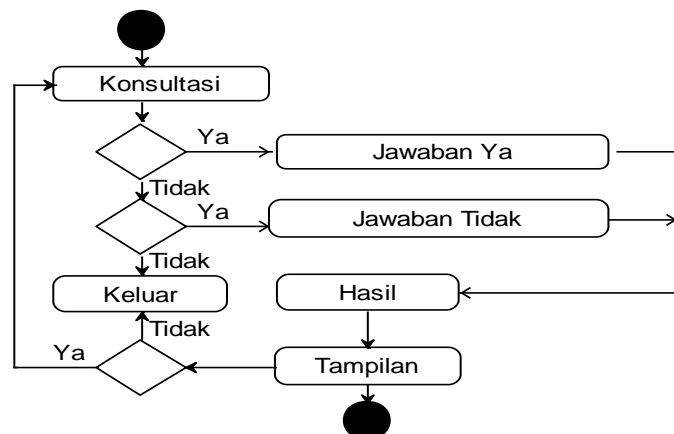 Konsultasi
Ya
Jawaban Ya
Tidak
Ya
Jawaban Tidak
Tidak
Keluar
Hasil
Tidak
Ya
Tampilan